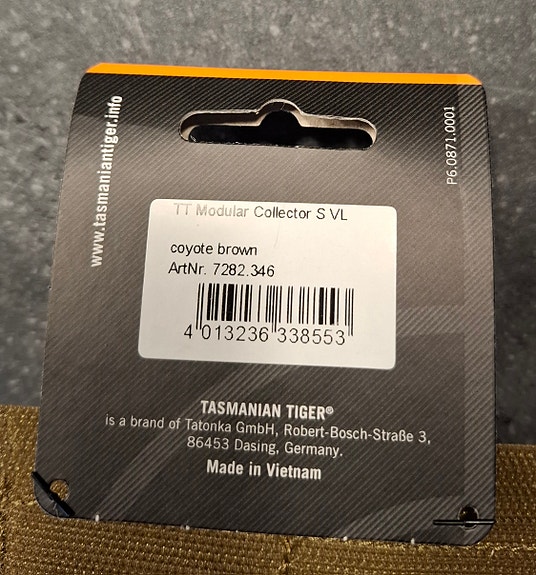 www.tasmaniantiger.info
P6.0871.0001
TT Modular Collector S VL
coyote brown
ArtNr. 7282.346
4 013236 338553
TASMANIAN TIGER®
is a brand of Tatonka GmbH, Robert-Bosch-Straße 3,
86453 Dasing, Germany.
Made in Vietnam